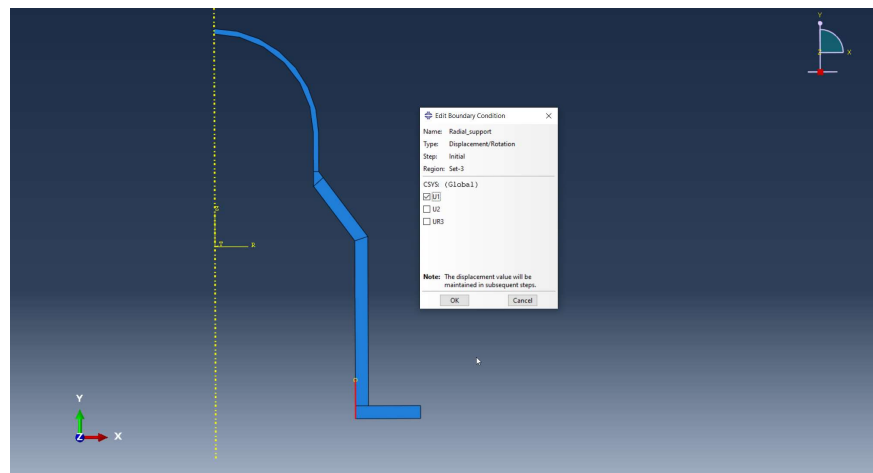 Y
X
Edit Boundary Condition
Name: Radial_support
Type: Displacement/Rotation
Step: Initial
Region: Set-3
CSYS: (Global)
U1
U2
UR3
R
Note: The displacement value will be
maintained in subsequent steps.
OK Cancel
Y
Z X